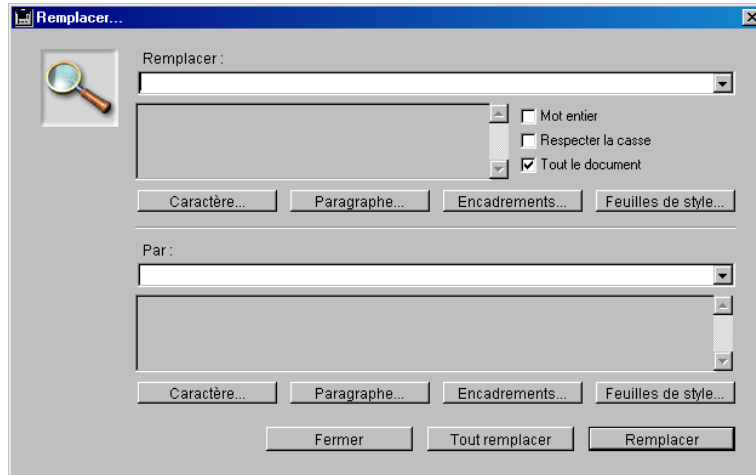 Remplacer...
Remplacer :
Mot entier
Respecter la casse
Tout le document
Caractère... Paragraphe... Encadrements... Feuilles de style...
Par :
Caractère... Paragraphe... Encadrements... Feuilles de style...
Fermer Tout remplacer Remplacer